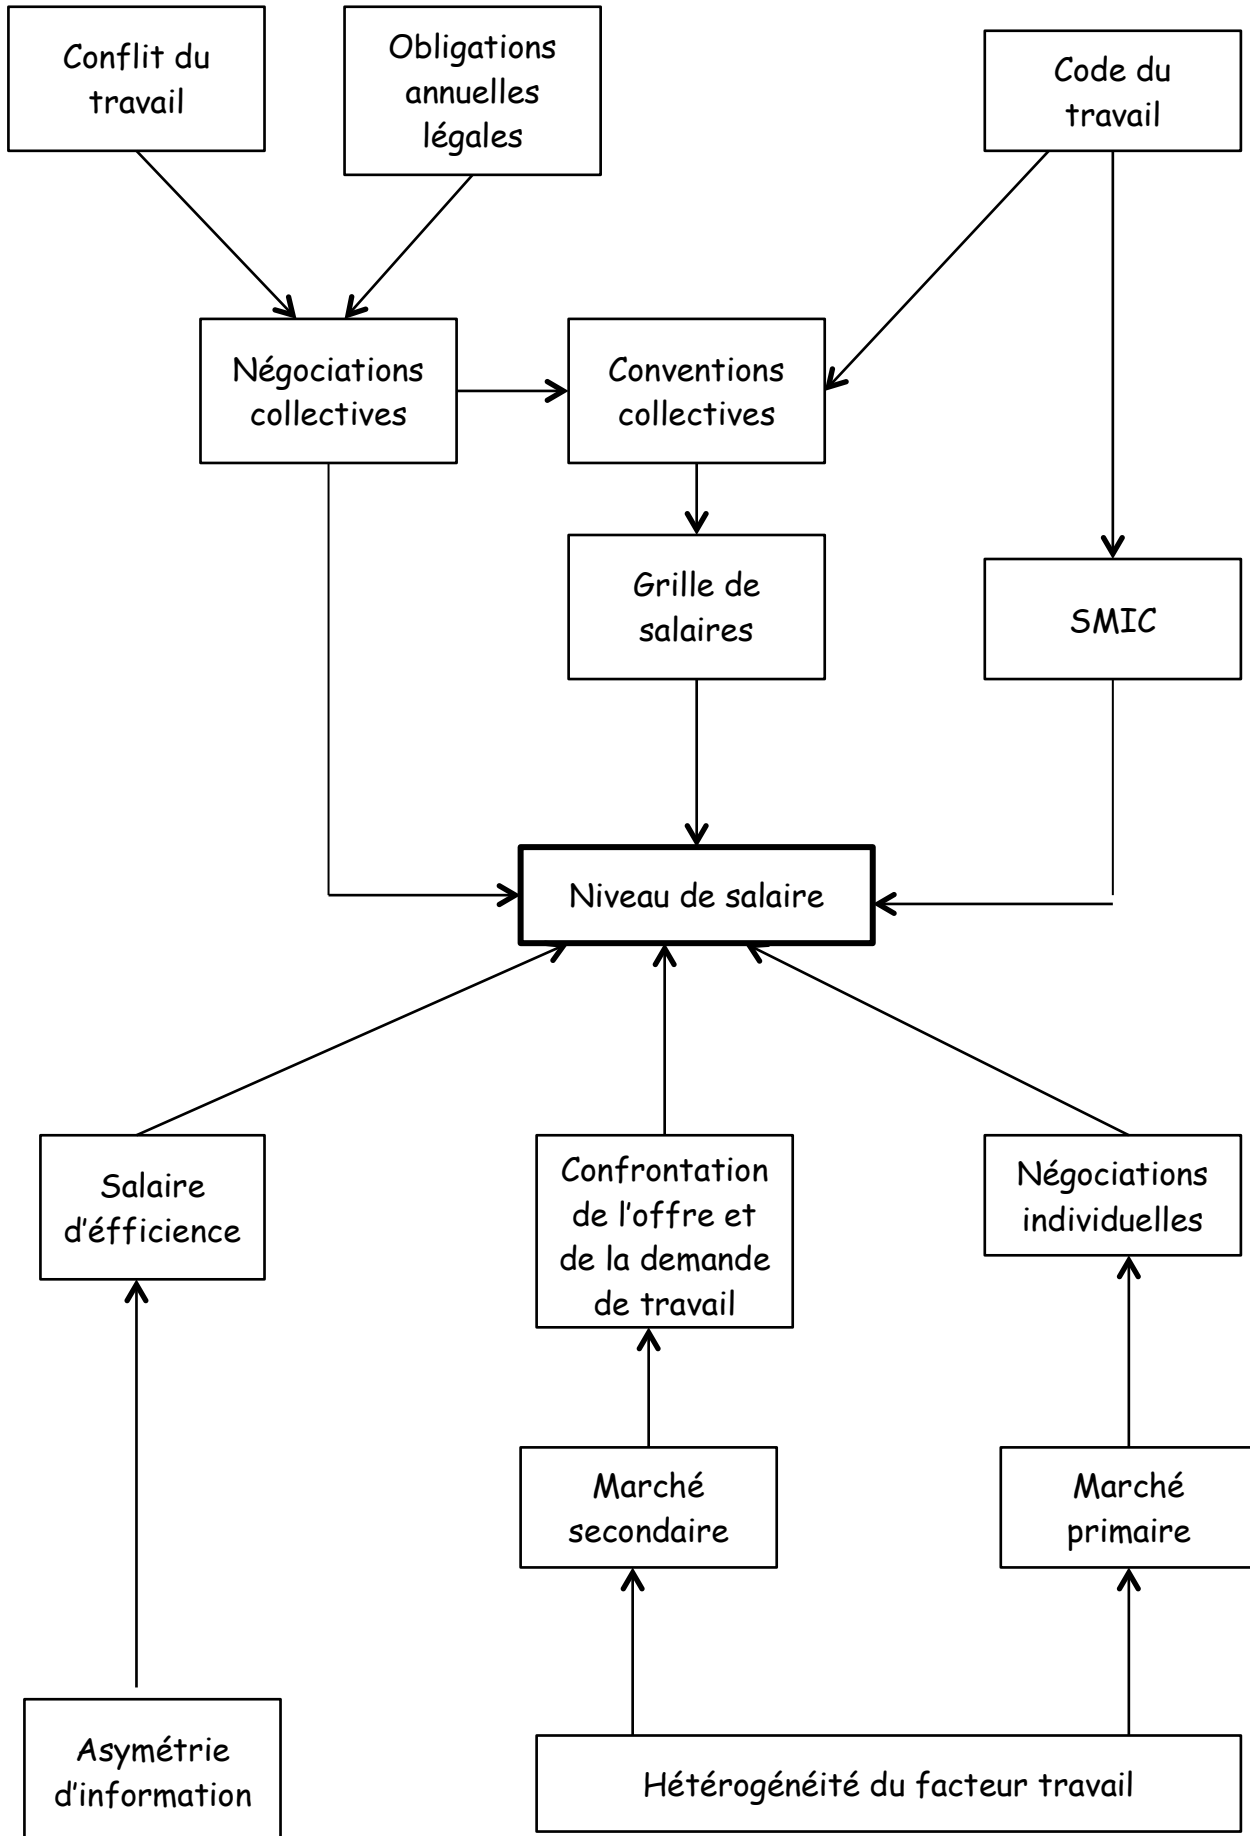 Conflit du
travail
Obligations
annuelles
légales
Code du
travail
Négociations
collectives
Conventions
collectives
Grille de
salaires
SMIC
Niveau de salaire
Salaire
d'éfficience
Confrontation
de l'offre et
de la demande
de travail
Négociations
individuelles
Marché
secondaire
Marché
primaire
Asymétrie
d'information
Hétérogénéité du facteur travail